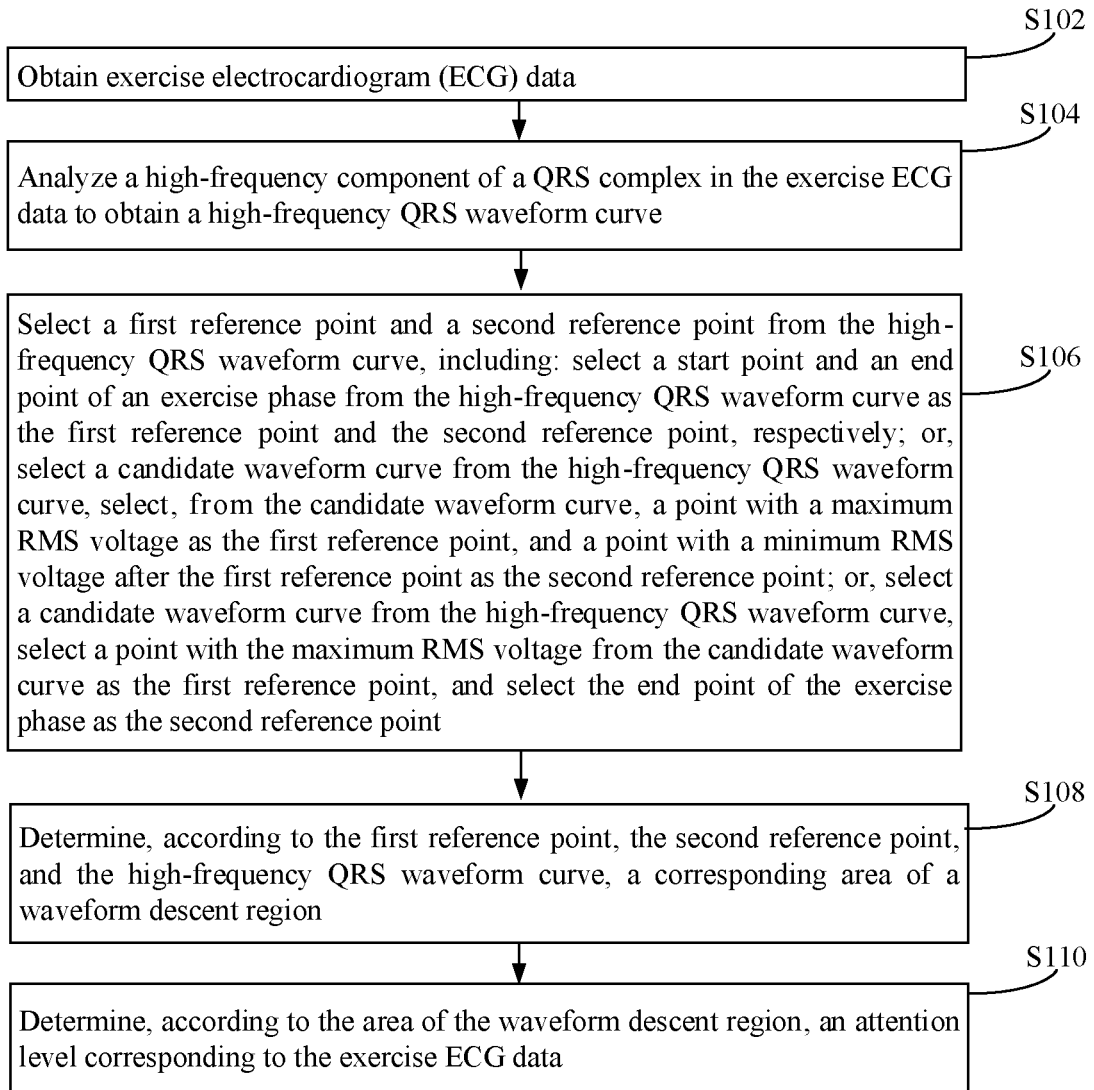 S102
Obtain exercise electrocardiogram (ECG) data
S104
Analyze a high-frequency component of a QRS complex in the exercise ECG
data to obtain a high-frequency QRS waveform curve
S106
Select a first reference point and a second reference point from the high-
frequency QRS waveform curve, including: select a start point and an end
point of an exercise phase from the high-frequency QRS waveform curve as
the first reference point and the second reference point, respectively; or,
select a candidate waveform curve from the high-frequency QRS waveform
curve, select, from the candidate waveform curve, a point with a maximum
RMS voltage as the first reference point, and a point with a minimum RMS
voltage after the first reference point as the second reference point; or, select
a candidate waveform curve from the high-frequency QRS waveform curve,
select a point with the maximum RMS voltage from the candidate waveform
curve as the first reference point, and select the end point of the exercise
phase as the second reference point
S108
Determine, according to the first reference point, the second reference point,
and the high-frequency QRS waveform curve, a corresponding area of a
waveform descent region
S110
Determine, according to the area of the waveform descent region, an attention
level corresponding to the exercise ECG data